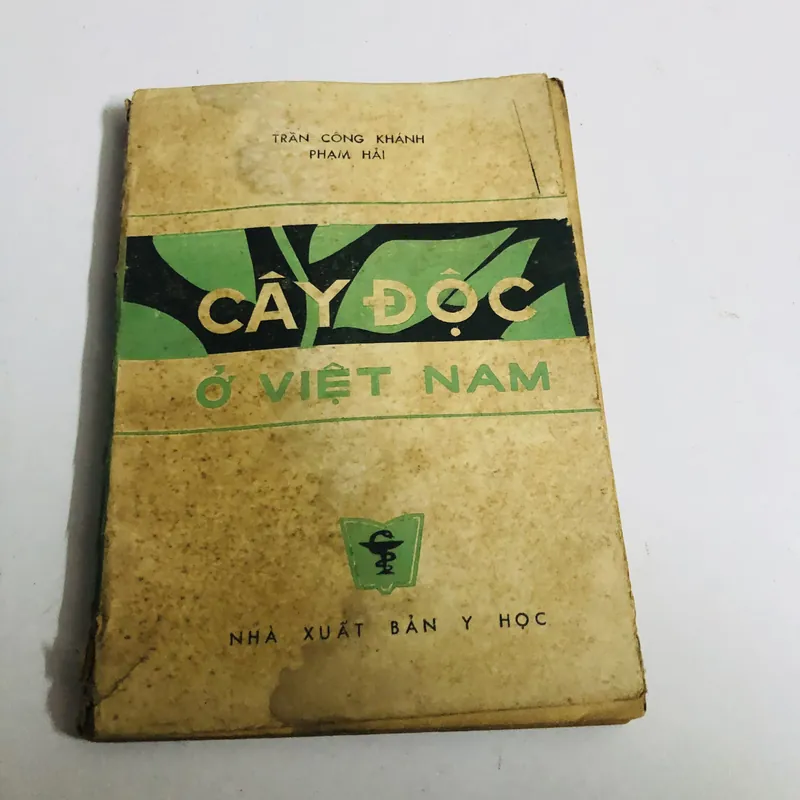 TRẦN CÔNG KHÁNH
PHẠM HẢI
CÂY ĐỘC
Ở VIỆT NAM
NHÀ XUẤT BẢN Y HỌC